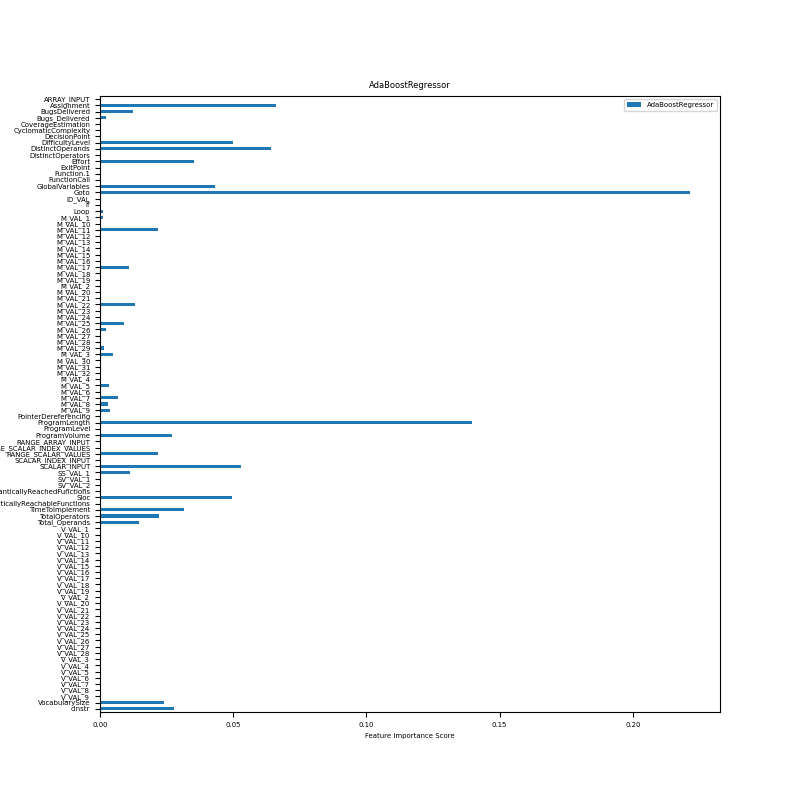 AdaBoostRegressor
AdaBoostRegressor
ARRAY_INPUT
Assignment
BugsDelivered
Bugs_Delivered
CoverageEstimation
CyclomaticComplexity
DecisionPoint
DifficultyLevel
DistinctOperands
DistinctOperators
Effort
ExitPoint
Function.1
FunctionCall
GlobalVariables
Goto
ID_VAL
If
Loop
M_VAL_1
M_VAL_10
M_VAL_11
M_VAL_12
M_VAL_13
M_VAL_14
M_VAL_15
M_VAL_16
M_VAL_17
M_VAL_18
M_VAL_19
M_VAL_2
M_VAL_20
M_VAL_21
M_VAL_22
M_VAL_23
M_VAL_24
M_VAL_25
M_VAL_26
M_VAL_27
M_VAL_28
M_VAL_29
M_VAL_3
M_VAL_30
M_VAL_31
M_VAL_32
M_VAL_4
M_VAL_5
M_VAL_6
M_VAL_7
M_VAL_8
M_VAL_9
PointerDereferencing
ProgramLength
ProgramLevel
ProgramVolume
RANGE_ARRAY_INPUT
E_SCALAR_INDEX_VALUES
RANGE_SCALAR_VALUES
SCALAR_INDEX_INPUT
SCALAR_INPUT
SS_VAL_1
SV_VAL_1
SV_VAL_2
anticallyReachedFunctions
Sloc
ticallyReachableFunctions
TimeToImplement
TotalOperators
Total_Operands
V_VAL_1
V_VAL_10
V_VAL_11
V_VAL_12
V_VAL_13
V_VAL_14
V_VAL_15
V_VAL_16
V_VAL_17
V_VAL_18
V_VAL_19
V_VAL_2
V_VAL_20
V_VAL_21
V_VAL_22
V_VAL_23
V_VAL_24
V_VAL_25
V_VAL_26
V_VAL_27
V_VAL_28
V_VAL_3
V_VAL_4
V_VAL_5
V_VAL_6
V_VAL_7
V_VAL_8
V_VAL_9
VocabularySize
cInstr
0.00 0.05 0.10 0.15 0.20
Feature Importance Score